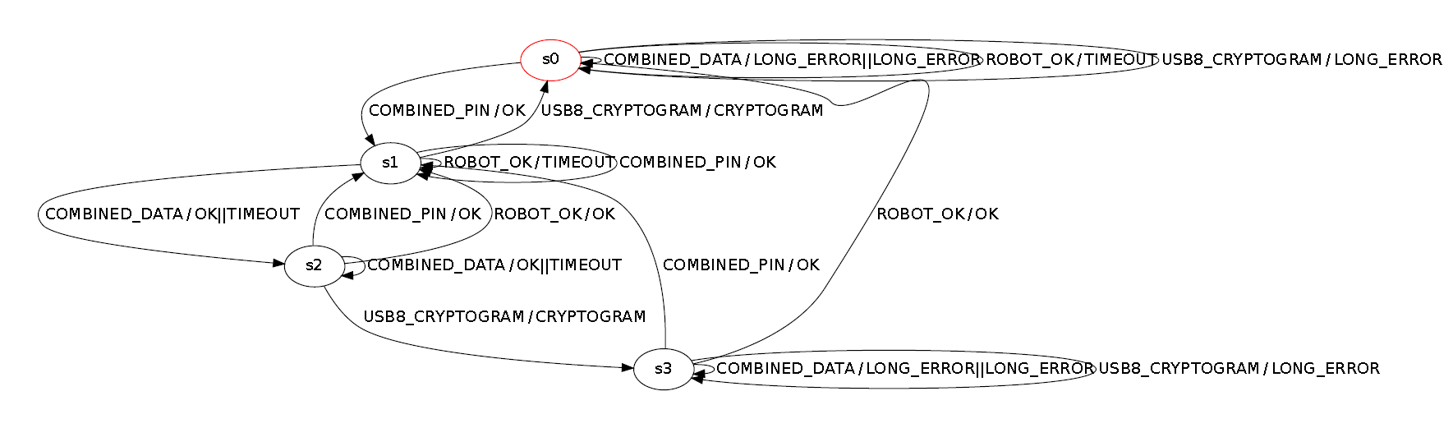 s0
COMBINED_DATA/LONG_ERROR||LONG_ERROR
ROBOT_OK/TIMEOUT
USB8_CRYPTOGRAM/LONG_ERROR
COMBINED_PIN/OK
USB8_CRYPTOGRAM/CRYPTOGRAM
s1
ROBOT_OK/TIMEOUT
COMBINED_PIN/OK
COMBINED_DATA/OK||TIMEOUT
COMBINED_PIN/OK
ROBOT_OK/OK
ROBOT_OK/OK
s2
COMBINED_DATA/OK||TIMEOUT
COMBINED_PIN/OK
USB8_CRYPTOGRAM/CRYPTOGRAM
s3
COMBINED_DATA/LONG_ERROR||LONG_ERROR
USB8_CRYPTOGRAM/LONG_ERROR